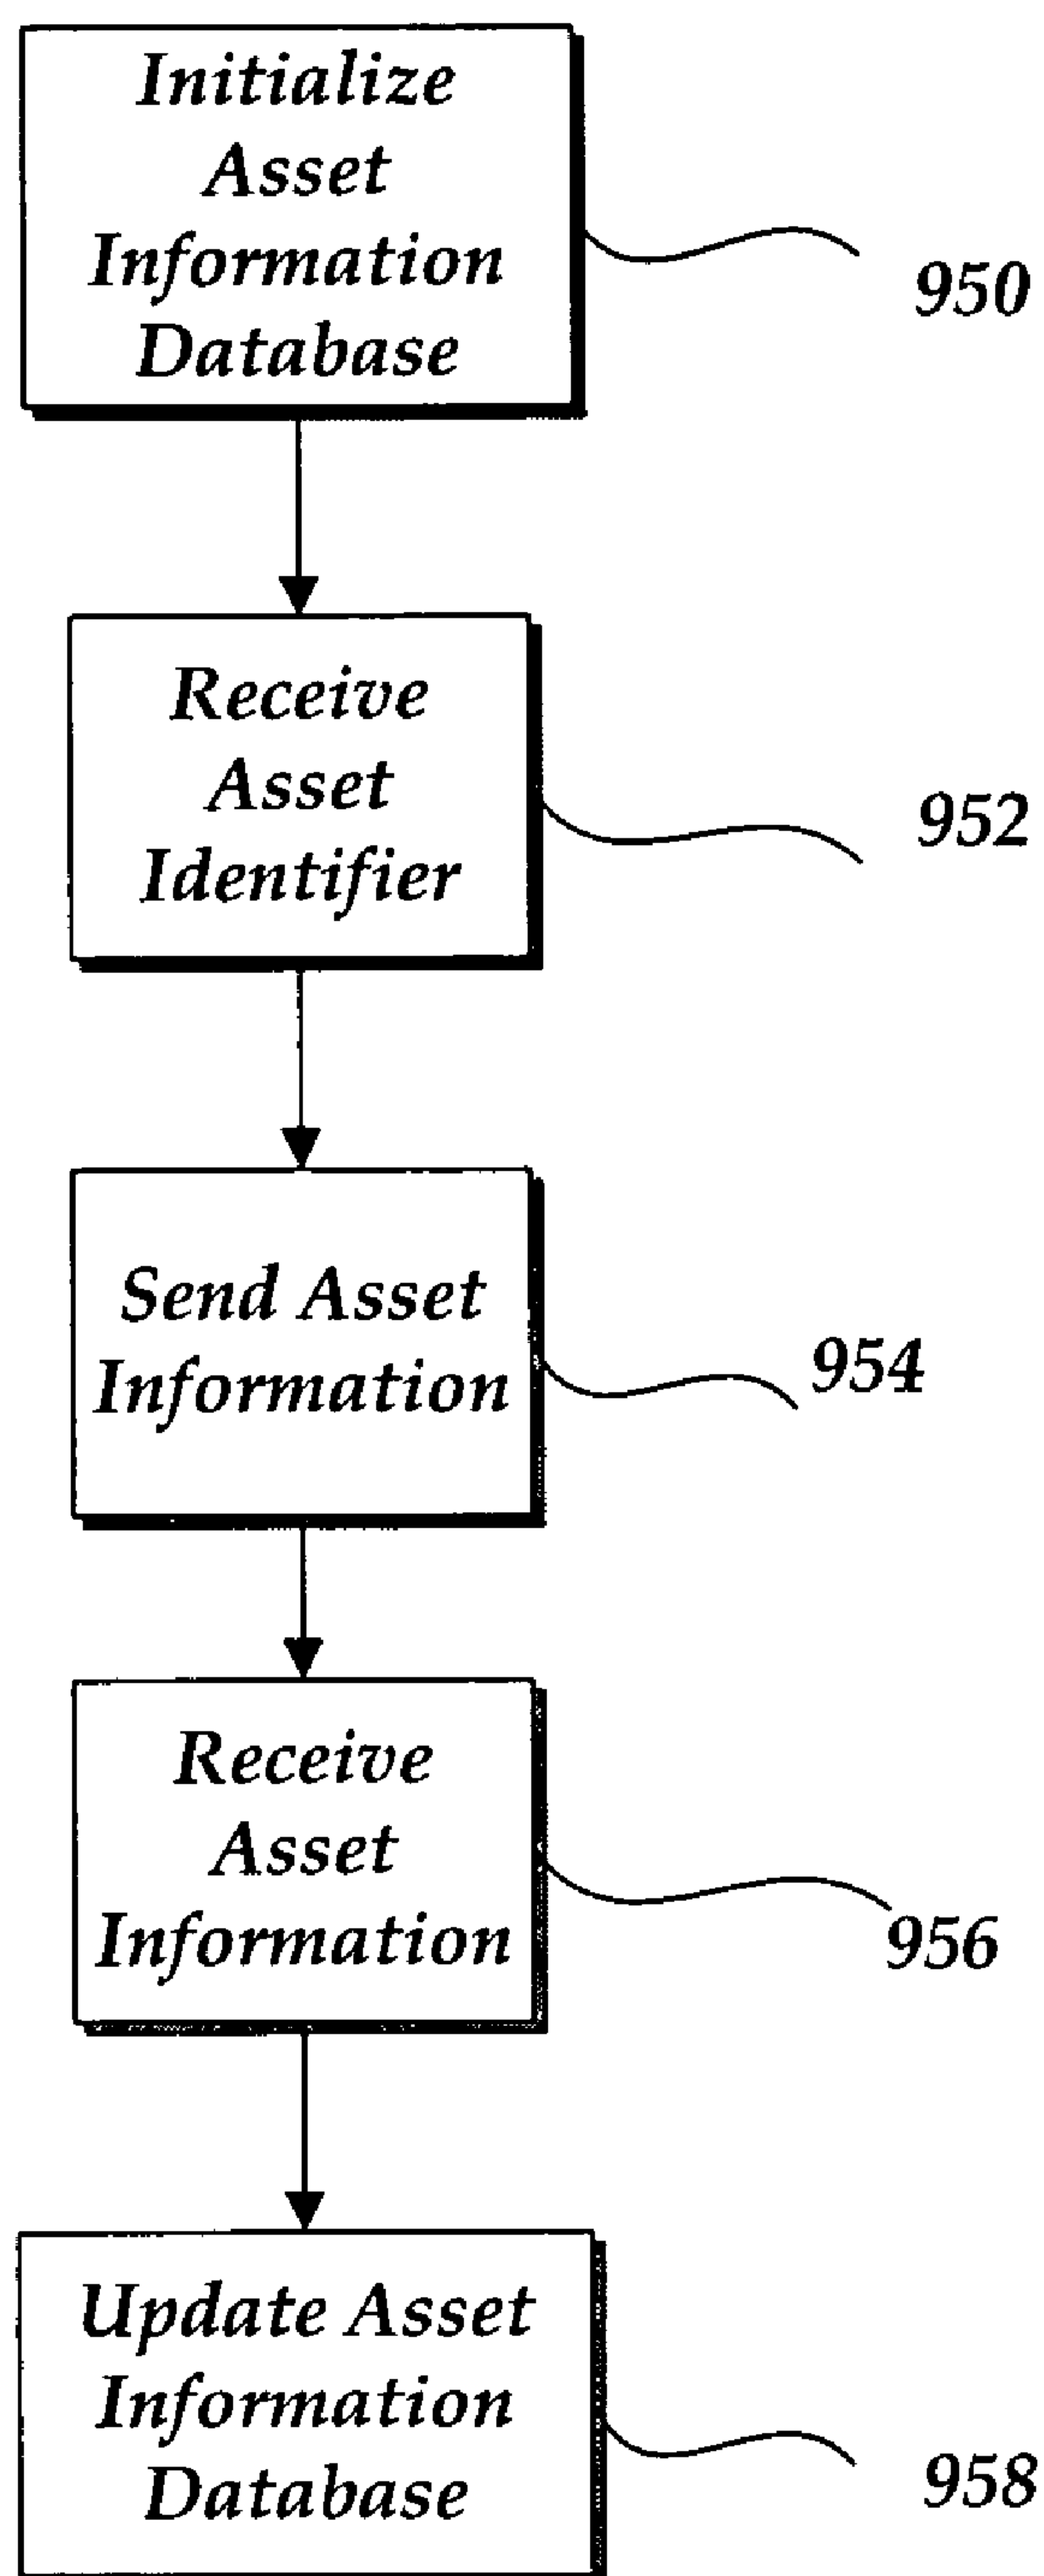 Initialize
Asset
Information
Database
950
Receive
Asset
Identifier
952
Send Asset
Information
954
Receive
Asset
Information
956
Update Asset
Information
Database
958